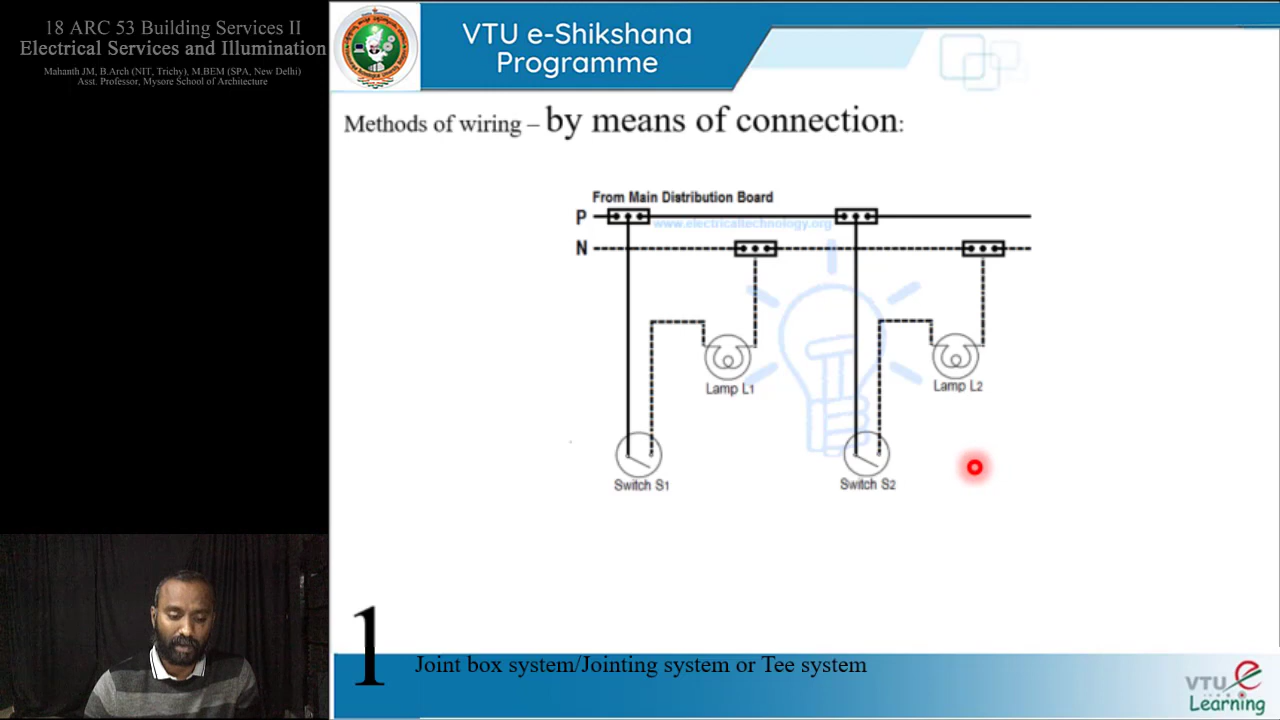 18 ARC 53 Building Services II
Electrical Services and Illumination
Mahanth JM, B.Arch (NIT, Trichy), M.BEM (SPA, New Delhi)
Asst. Professor, Mysore School of Architecture
VTU e-Shikshana
Programme
Methods of wiring – by means of connection:
From Main Distribution Board
P
www.electricaltechnology.org
N
Lamp L1
Lamp L2
Switch S1
Switch S2
1
Joint box system/Jointing system or Tee system
VTU e
Learning